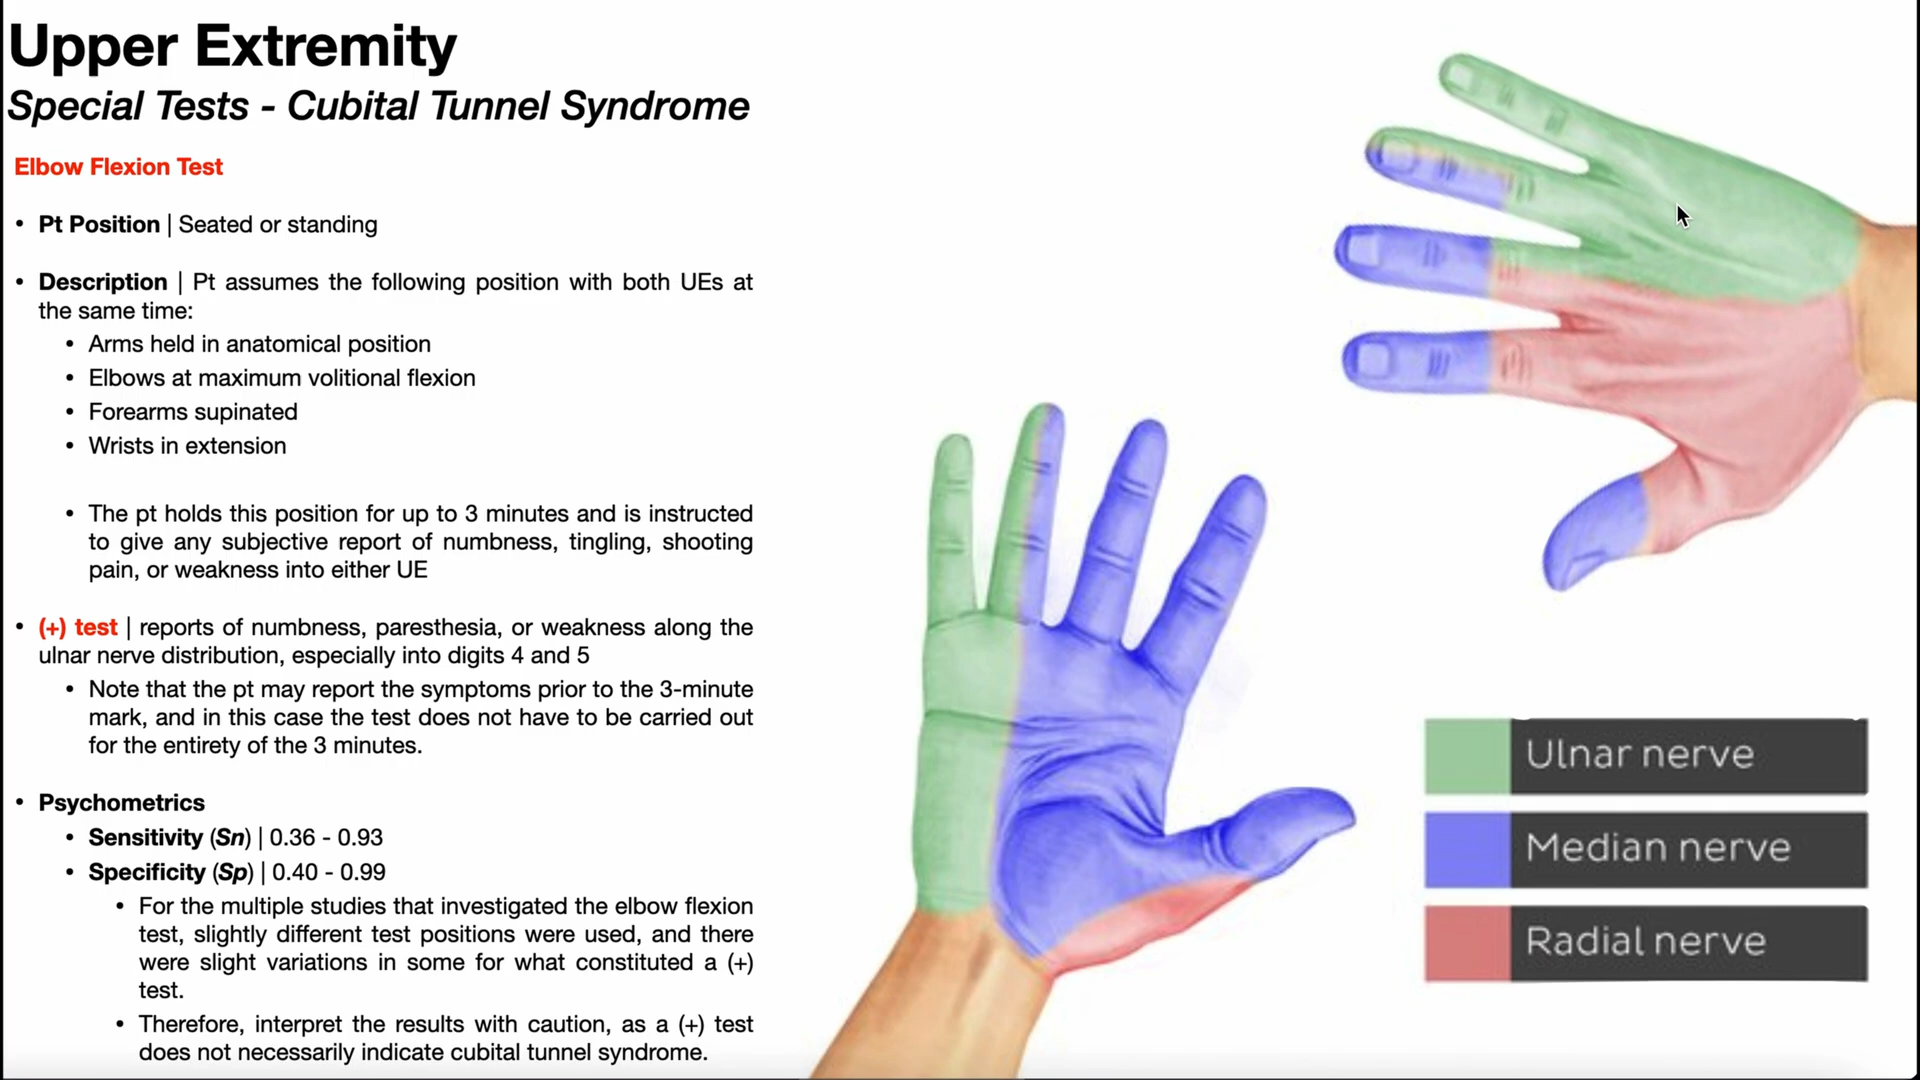 Upper Extremity
Special Tests - Cubital Tunnel Syndrome
Elbow Flexion Test
• Pt Position | Seated or standing
• Description | Pt assumes the following position with both UEs at
the same time:
• Arms held in anatomical position
• Elbows at maximum volitional flexion
• Forearms supinated
• Wrists in extension
• The pt holds this position for up to 3 minutes and is instructed
to give any subjective report of numbness, tingling, shooting
pain, or weakness into either UE
• (+) test | reports of numbness, paresthesia, or weakness along the
ulnar nerve distribution, especially into digits 4 and 5
• Note that the pt may report the symptoms prior to the 3-minute
mark, and in this case the test does not have to be carried out
for the entirety of the 3 minutes.
• Psychometrics
• Sensitivity (Sn) | 0.36 - 0.93
• Specificity (Sp) | 0.40 - 0.99
• For the multiple studies that investigated the elbow flexion
test, slightly different test positions were used, and there
were slight variations in some for what constituted a (+)
test.
• Therefore, interpret the results with caution, as a (+) test
does not necessarily indicate cubital tunnel syndrome.
Ulnar nerve
Median nerve
Radial nerve